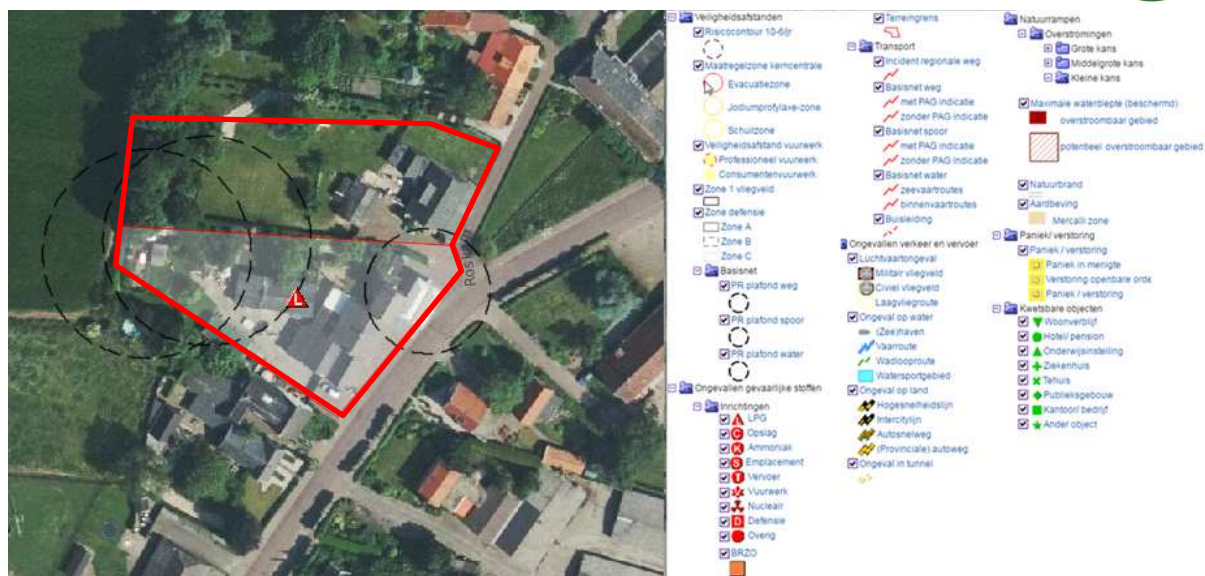 Rosk
L
Veiligheidsafstanden
Risicocontour 10-6/jr
Maatregelzone kerncentrale
Evacuatiezone
Jodiumprofylaxe-zone
Schuilzone
Veiligheidsafstand vuurwerk
Professioneel vuurwerk
Consumentenvuurwerk
Zone 1 vliegveld
Zone defensie
Zone A
Zone B
Zone C
Basisnet
PR plafond weg
PR plafond spoor
PR plafond water
Ongevallen gevaarlijke stoffen
Inrichtingen
LPG
C Opslag
K Ammoniak
S Emplacement
T Vervoer
Vuurwerk
Nucleair
D Defensie
Overig
BRZO
Terreingrens
Transport
Incident regionale weg
Basisnet weg
met PAG indicatie
zonder PAG indicatie
Basisnet spoor
met PAG indicatie
zonder PAG indicatie
Basisnet water
zeevaartroutes
binnenvaartroutes
Buisleiding
Ongevallen verkeer en vervoer
Luchtvaartongeval
Militair vliegveld
Civiel vliegveld
Laagvliegroute
Ongeval op water
(Zee)haven
Vaarroute
Wadlooproute
Watersportgebied
Ongeval op land
Hogesnelheidslijn
Intercitylijn
Autosnelweg
(Provinciale) autoweg
Ongeval in tunnel
Natuurrampen
Overstromingen
Grote kans
Middelgrote kans
Kleine kans
Maximale waterdiepte (beschermd)
overstroombaar gebied
potentieel overstroombaar gebied
Natuurbrand
Aardbeving
Mercalli zone
Paniek/ verstoring
Paniek / verstoring
Paniek in menigte
Verstoring openbare orde
Paniek / verstoring
Kwetsbare objecten
Woonverblijf
Hotel/ pension
Onderwijsinstelling
Ziekenhuis
Tehuis
Publieksgebouw
Kantoor/ bedrijf
Ander object